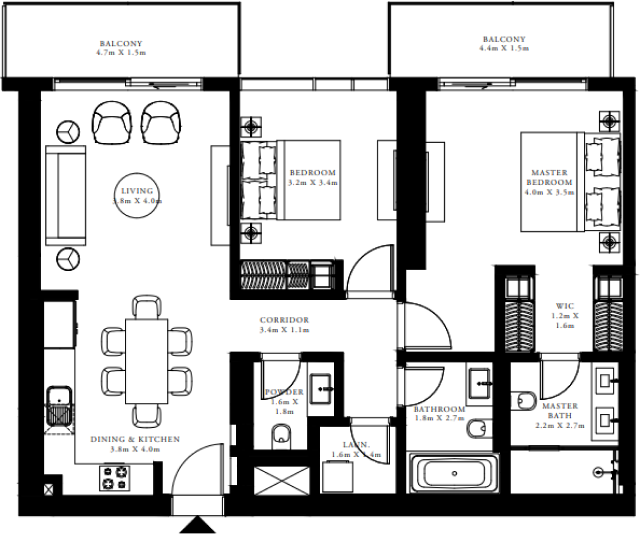 BALCONY
4.7m X 1.5m
BALCONY
4.4m X 1.5m
LIVING
3.8m X 4.0m
BEDROOM
3.2m X 3.4m
MASTER
BEDROOM
4.0m X 3.5m
WIC
1.2m X
1.6m
CORRIDOR
3.4m X 1.1m
POWDER
1.6m X
1.8m
BATHROOM
1.8m X 2.7m
MASTER
BATH
2.2m X 2.7m
DINING & KITCHEN
3.8m X 4.0m
LAUN.
1.6m X 1.4m